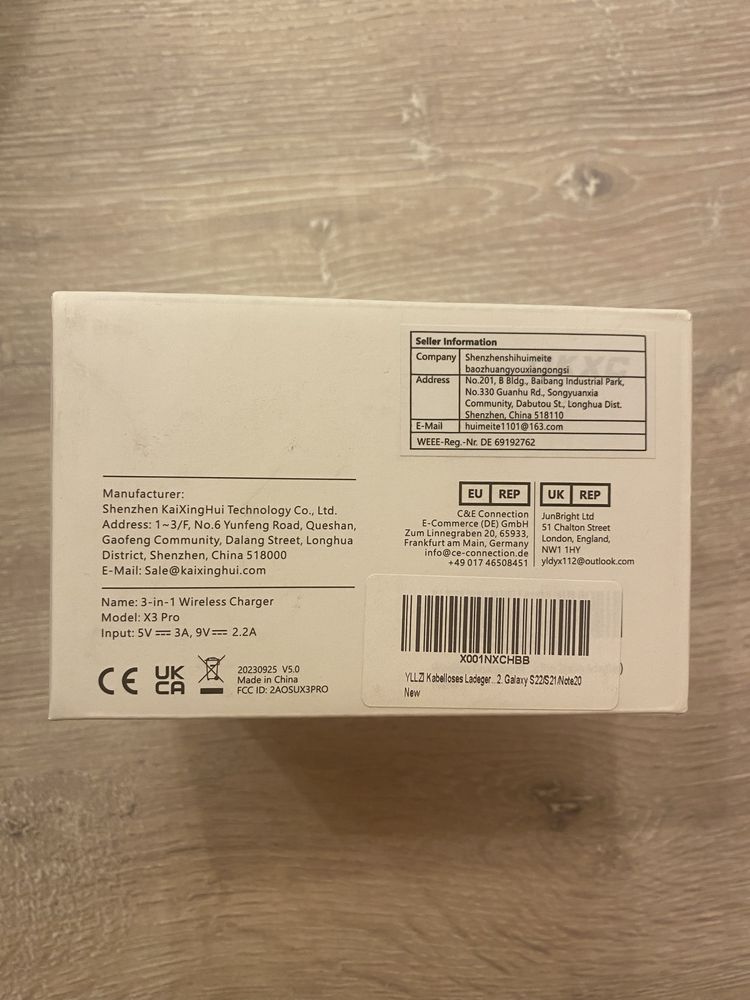 Seller Information
Company Shenzhenshihuimeite
baozhuangyouxiangongsi
Address No.201, B Bldg., Baibang Industrial Park,
No.330 Guanhu Rd., Songyuanxia
Community, Dabutou St., Longhua Dist.
Shenzhen, China 518110
E-Mail huimeite1101@163.com
WEEE-Reg.-Nr. DE 69192762
Manufacturer:
Shenzhen KaiXingHui Technology Co., Ltd.
Address: 1~3/F, No.6 Yunfeng Road, Queshan,
Gaofeng Community, Dalang Street, Longhua
District, Shenzhen, China 518000
E-Mail: Sale@kaixinghui.com
EU REP
C&E Connection
E-Commerce (DE) GmbH
Zum Linnegraben 20, 65933,
Frankfurt am Main, Germany
info@ce-connection.de
+49 017 46508451
UK REP
JunBright Ltd
51 Chalton Street
London, England,
NW1 1HY
yldyx112@outlook.com
Name: 3-in-1 Wireless Charger
Model: X3 Pro
Input: 5V⎓3A, 9V⎓2.2A
CE
UK
CA
20230925 V5.0
Made in China
FCC ID: 2AOSUX3PRO
X001NXCHBB
YLLZI Kabelloses Ladeger...2. Galaxy S22/S21/Note20
New